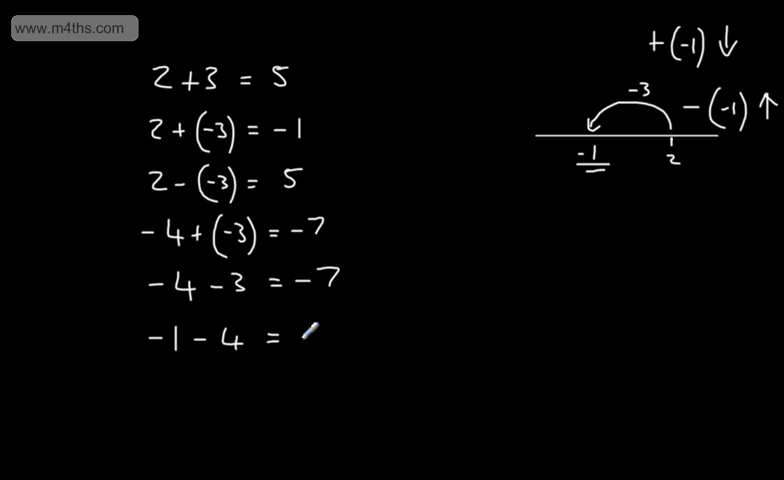 www.m4ths.com
2 + 3 = 5
2 + (-3) = -1
2 - (-3) = 5
-4 + (-3) = -7
-4 - 3 = -7
-1 - 4 =
+(-1) ↓
-(-1) ↑
-3
-1 2